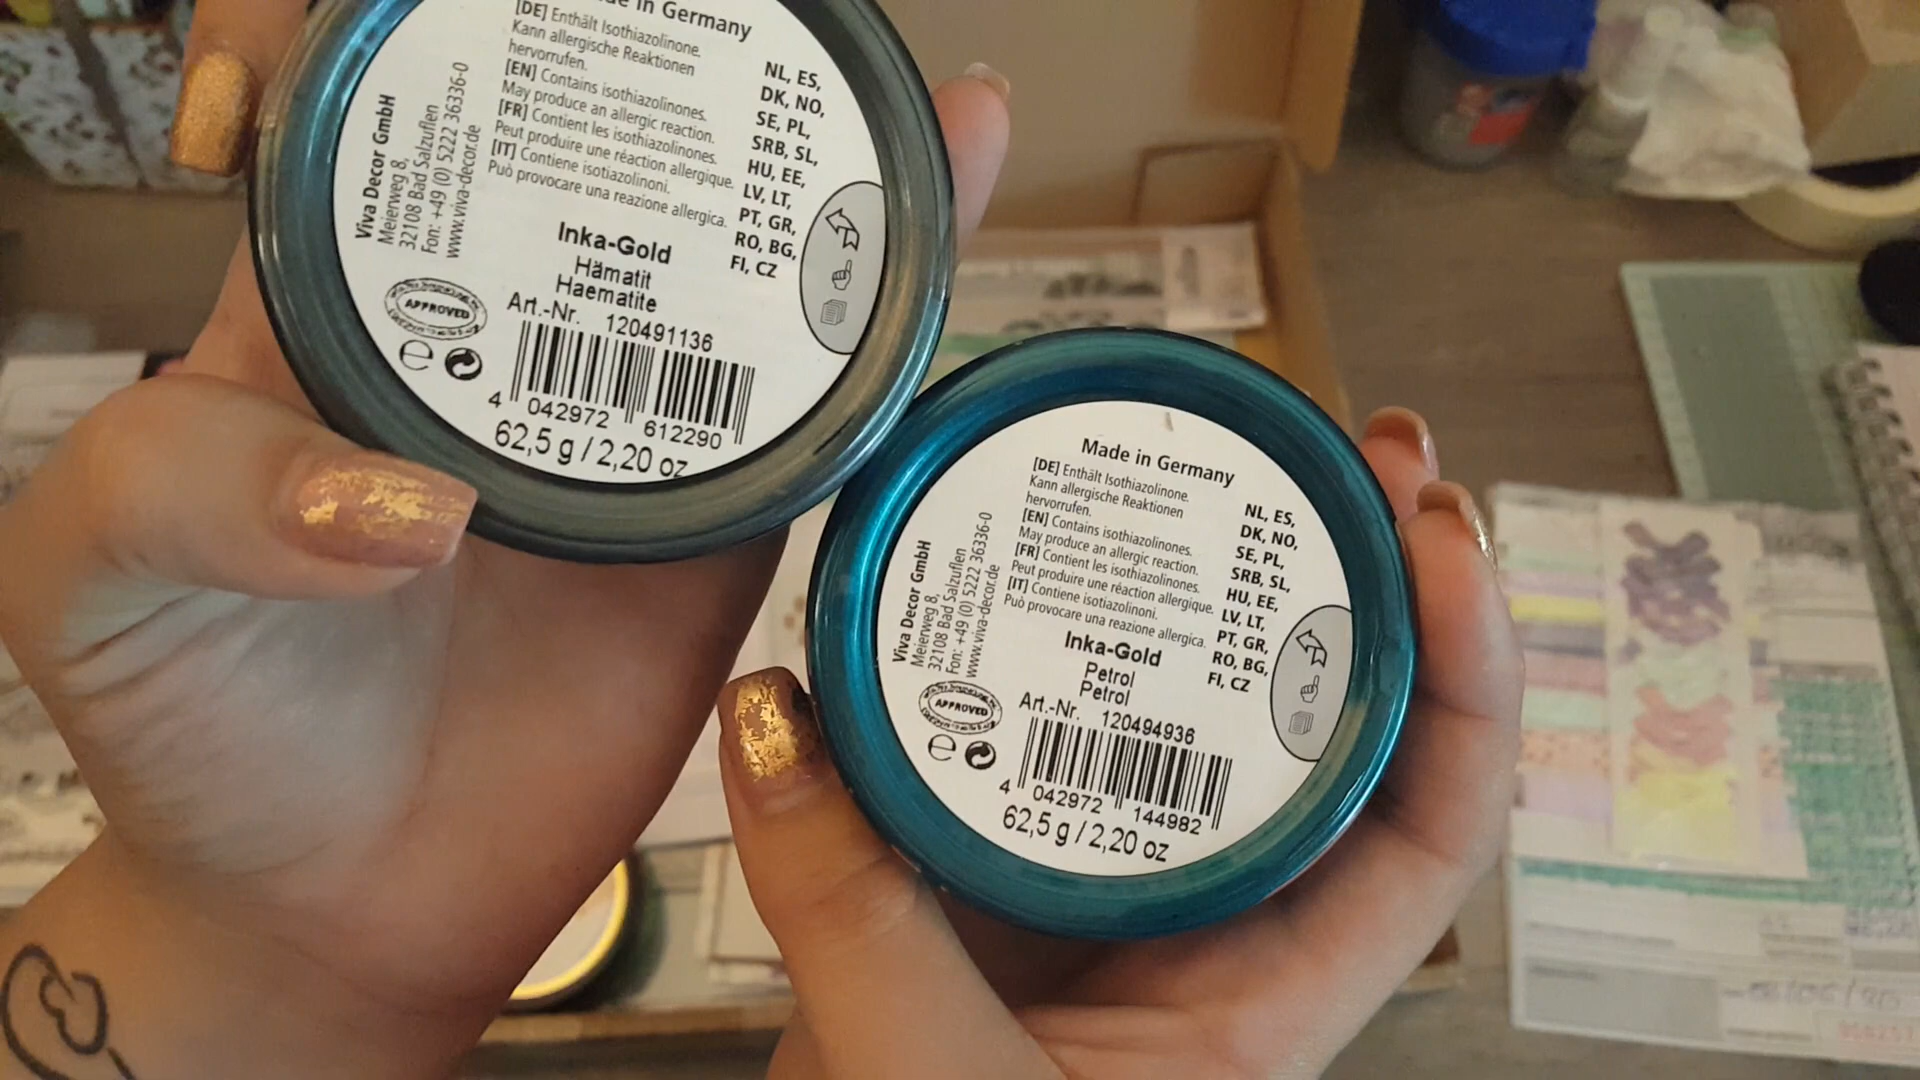 de in Germany
[DE] Enthält Isothiazolinone.
Kann allergische Reaktionen
hervorrufen.
[EN] Contains isothiazolinones.
May produce an allergic reaction.
[FR] Contient les isothiazolinones.
Peut produire une réaction allergique.
[IT] Contiene isotiazolinoni.
Può provocare una reazione allergica.
NL, ES,
DK, NO,
SE, PL,
SRB, SL,
HU, EE,
LV, LT,
PT, GR,
RO, BG,
FI, CZ
Viva Decor GmbH
Meierweg 8,
32108 Bad Salzuflen
Fon: +49 (0) 5222 36336-0
www.viva-decor.de
Inka-Gold
Hämatit
Haematite
Art.-Nr. 120491136
APPROVED
4 042972 612290
62,5 g / 2,20 oz
Made in Germany
[DE] Enthält Isothiazolinone.
Kann allergische Reaktionen
hervorrufen.
[EN] Contains isothiazolinones.
May produce an allergic reaction.
[FR] Contient les isothiazolinones.
Peut produire une réaction allergique.
[IT] Contiene isotiazolinoni.
Può provocare una reazione allergica.
NL, ES,
DK, NO,
SE, PL,
SRB, SL,
HU, EE,
LV, LT,
PT, GR,
RO, BG,
FI, CZ
Viva Decor GmbH
Meierweg 8,
32108 Bad Salzuflen
Fon: +49 (0) 5222 36336-0
www.viva-decor.de
Inka-Gold
Petrol
Petrol
Art.-Nr. 120494936
APPROVED
4 042972 144982
62,5 g / 2,20 oz